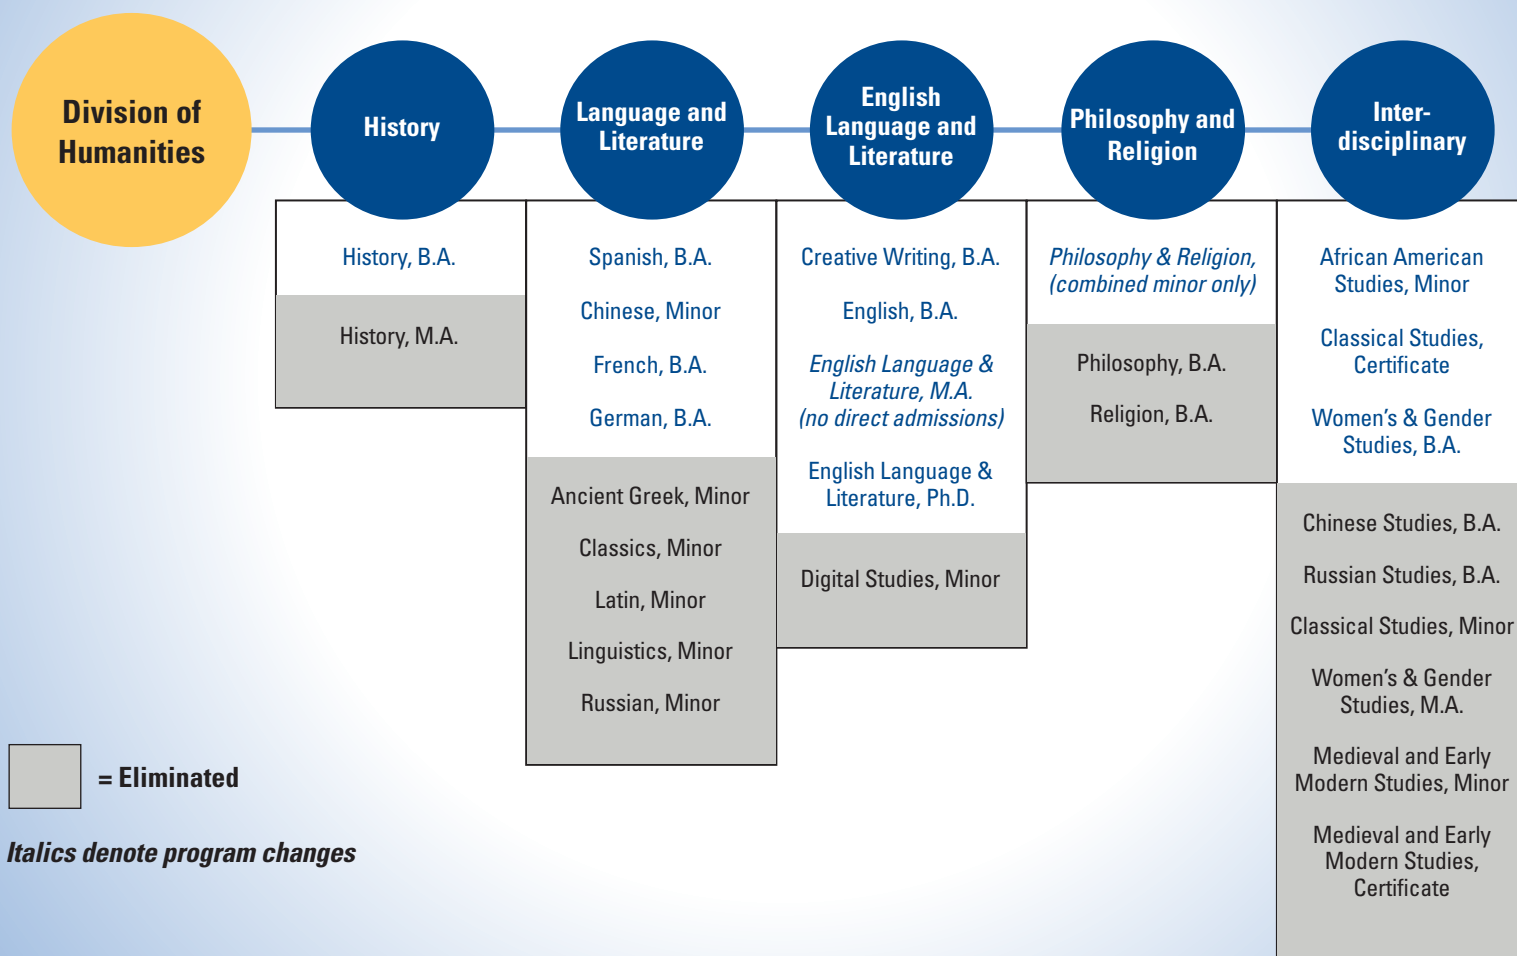 Division of
Humanities
History
Language and
Literature
English
Language and
Literature
Philosophy and
Religion
Inter-
disciplinary
History, B.A.
History, M.A.
Spanish, B.A.
Chinese, Minor
French, B.A.
German, B.A.
Ancient Greek, Minor
Classics, Minor
Latin, Minor
Linguistics, Minor
Russian, Minor
Creative Writing, B.A.
English, B.A.
English Language &
Literature, M.A.
(no direct admissions)
English Language &
Literature, Ph.D.
Digital Studies, Minor
Philosophy & Religion,
(combined minor only)
Philosophy, B.A.
Religion, B.A.
African American
Studies, Minor
Classical Studies,
Certificate
Women’s & Gender
Studies, B.A.
Chinese Studies, B.A.
Russian Studies, B.A.
Classical Studies, Minor
Women’s & Gender
Studies, M.A.
Medieval and Early
Modern Studies, Minor
Medieval and Early
Modern Studies,
Certificate
= Eliminated
Italics denote program changes